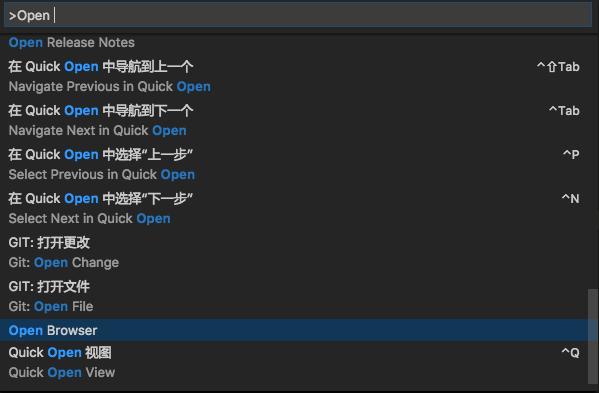 >Open
Open Release Notes
在 Quick Open 中导航到上一个 ^⇧Tab
Navigate Previous in Quick Open
在 Quick Open 中导航到下一个 ^Tab
Navigate Next in Quick Open
在 Quick Open 中选择“上一步” ^P
Select Previous in Quick Open
在 Quick Open 中选择“下一步” ^N
Select Next in Quick Open
GIT: 打开更改
Git: Open Change
GIT: 打开文件
Git: Open File
Open Browser
Quick Open 视图 ^Q
Quick Open View